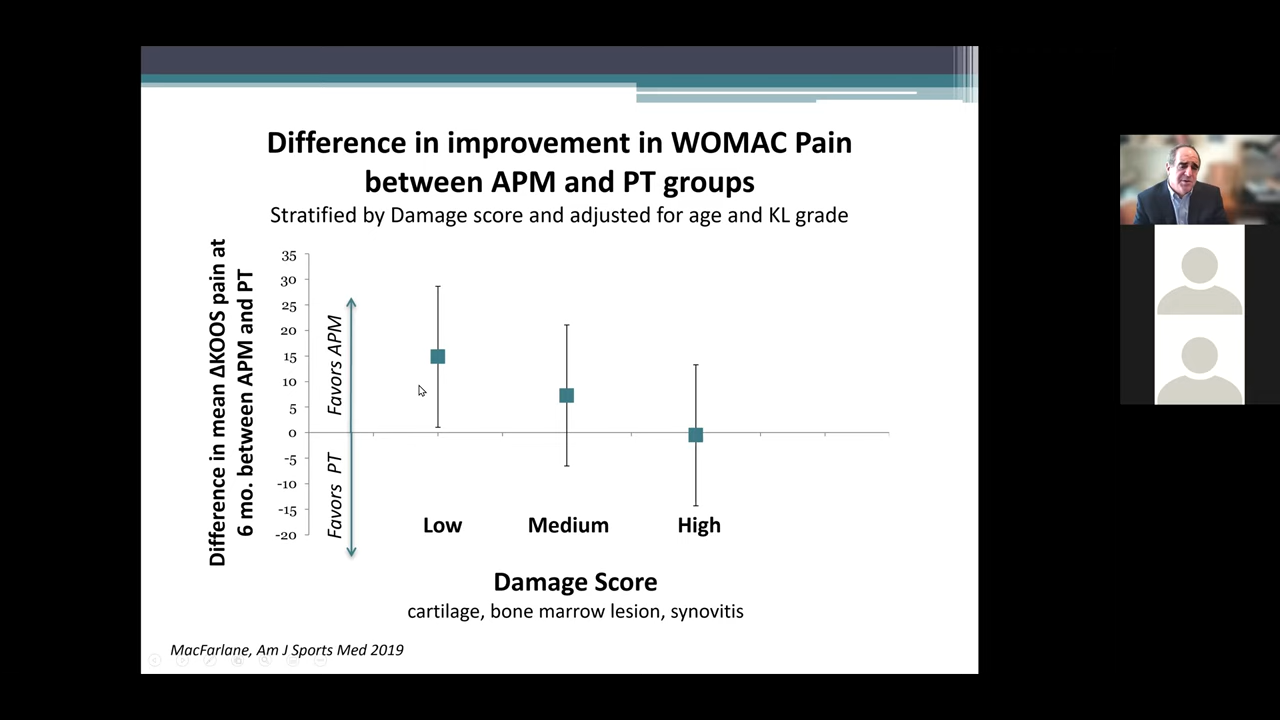 Difference in improvement in WOMAC Pain
between APM and PT groups
Stratified by Damage score and adjusted for age and KL grade
Difference in mean ΔKOOS pain at
6 mo. between APM and PT
35
30
25
20
15
10
5
0
-5
-10
-15
-20
Favors APM
Favors PT
Low Medium High
Damage Score
cartilage, bone marrow lesion, synovitis
MacFarlane, Am J Sports Med 2019